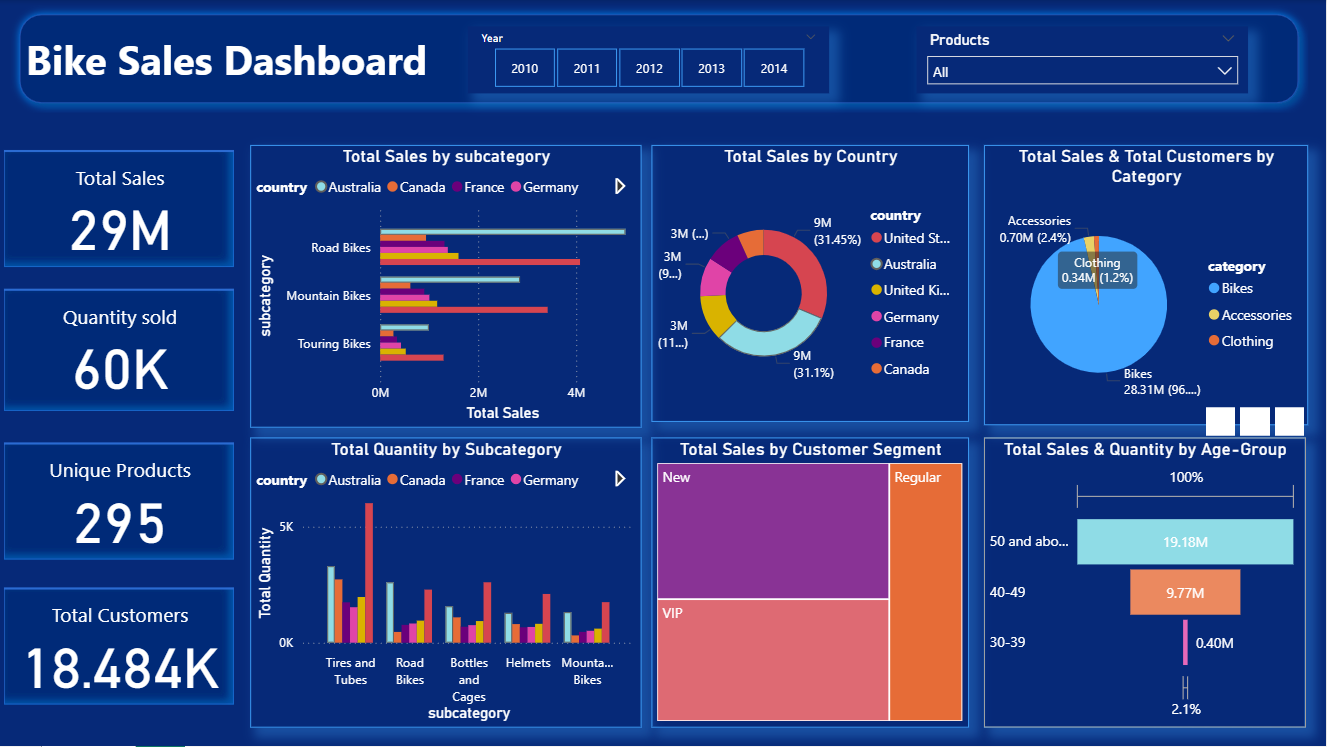 Bike Sales Dashboard
Year
2010
2011
2012
2013
2014
Products
All
Total Sales
29M
Quantity sold
60K
Unique Products
295
Total Customers
18.484K
Total Sales by subcategory
country
Australia
Canada
France
Germany
subcategory
Road Bikes
Mountain Bikes
Touring Bikes
0M
2M
4M
Total Sales
Total Sales by Country
9M
(31.45%)
9M
(31.1%)
3M
(11...)
3M
(9...)
3M (...)
country
United St...
Australia
United Ki...
Germany
France
Canada
Total Sales & Total Customers by
Category
Accessories
0.70M (2.4%)
Clothing
0.34M (1.2%)
Bikes
28.31M (96....)
category
Bikes
Accessories
Clothing
Total Quantity by Subcategory
country
Australia
Canada
France
Germany
Total Quantity
5K
0K
Tires and
Tubes
Road
Bikes
Bottles
and
Cages
Helmets
Mounta...
Bikes
subcategory
Total Sales by Customer Segment
New
VIP
Regular
Total Sales & Quantity by Age-Group
100%
50 and abo...
19.18M
40-49
9.77M
30-39
0.40M
2.1%